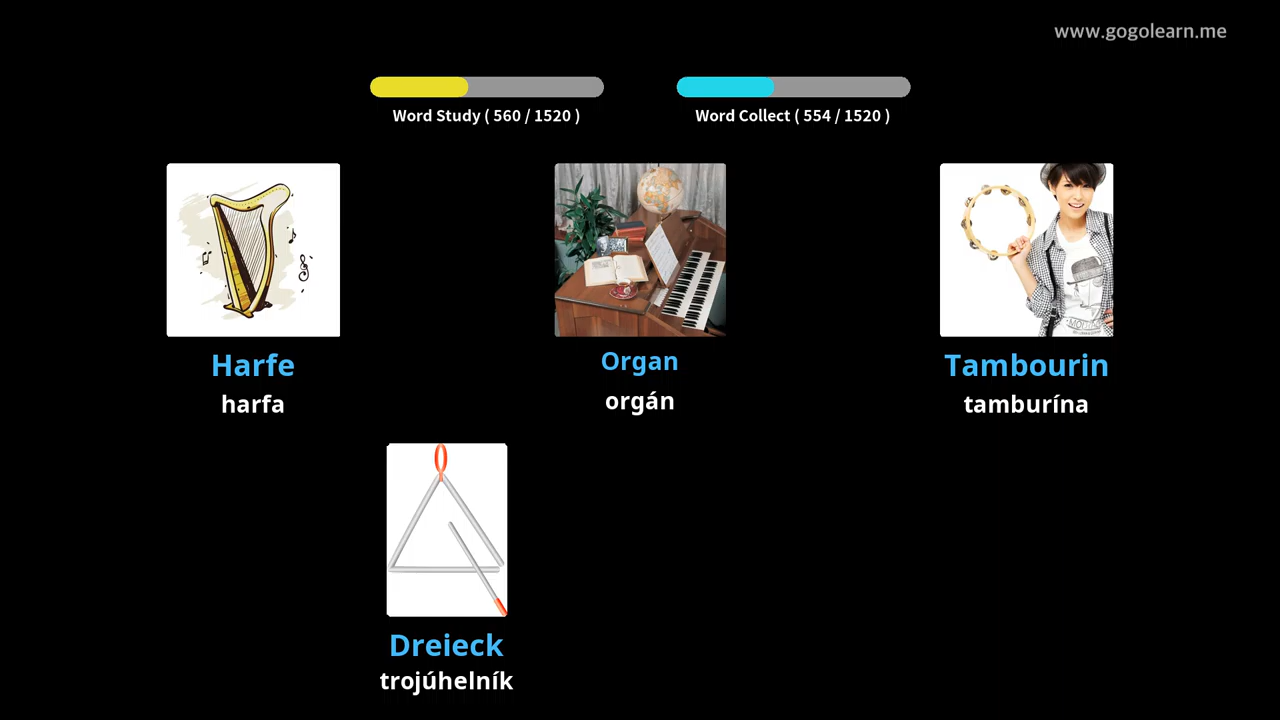 www.gogolearn.me
Word Study ( 560 / 1520 )
Word Collect ( 554 / 1520 )
Harfe
harfa
Organ
orgán
Tambourin
tamburína
Dreieck
trojúhelník